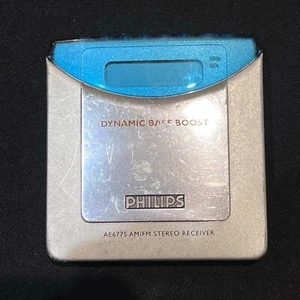 DYNAMIC BASS BOOST
PHILIPS
AE6775 AM/FM STEREO RECEIVER